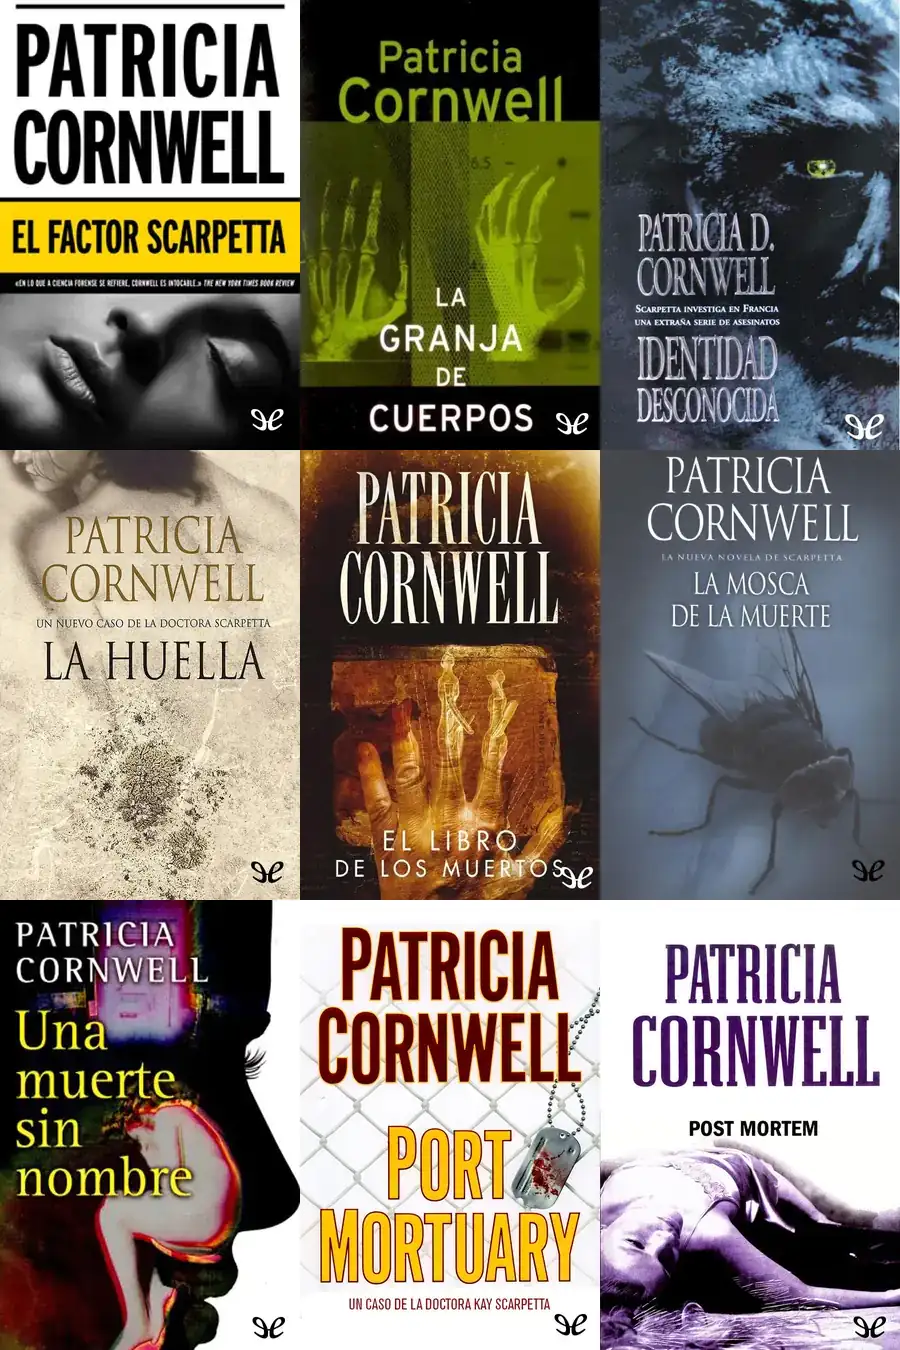 PATRICIA
CORNWELL
EL FACTOR SCARPETTA
«EN LO QUE A CIENCIA FORENSE SE REFIERE, CORNWELL ES INTOCABLE.» THE NEW YORK TIMES BOOK REVIEW
Patricia
Cornwell
6.5
LA
GRANJA
DE
CUERPOS
PATRICIA D.
CORNWELL
SCARPETTA INVESTIGA EN FRANCIA
UNA EXTRAÑA SERIE DE ASESINATOS
IDENTIDAD
DESCONOCIDA
PATRICIA
CORNWELL
UN NUEVO CASO DE LA DOCTORA SCARPETTA
LA HUELLA
PATRICIA
CORNWELL
EL LIBRO
DE LOS MUERTOS
PATRICIA
CORNWELL
LA NUEVA NOVELA DE SCARPETTA
LA MOSCA
DE LA MUERTE
PATRICIA
CORNWELL
Una
muerte
sin
nombre
PATRICIA
CORNWELL
PORT
MORTUARY
UN CASO DE LA DOCTORA KAY SCARPETTA
PATRICIA
CORNWELL
POST MORTEM